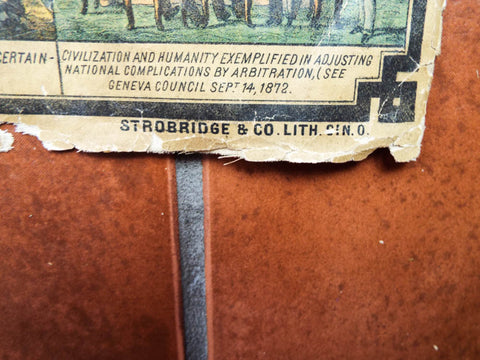 CERTAIN-
CIVILIZATION AND HUMANITY EXEMPLIFIED IN ADJUSTING
NATIONAL COMPLICATIONS BY ARBITRATION, (SEE
GENEVA COUNCIL SEPT. 14, 1872.
STROBRIDGE & CO. LITH. CIN. O.